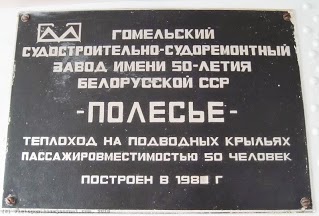 ГОМЕЛЬСКИЙ
СУДОСТРОИТЕЛЬНО-СУДОРЕМОНТНЫЙ
ЗАВОД ИМЕНИ 50-ЛЕТИЯ
БЕЛОРУССКОЙ ССР
-ПОЛЕСЬЕ-
ТЕПЛОХОД НА ПОДВОДНЫХ КРЫЛЬЯХ
ПАССАЖИРОВМЕСТИМОСТЬЮ 50 ЧЕЛОВЕК
ПОСТРОЕН В Г